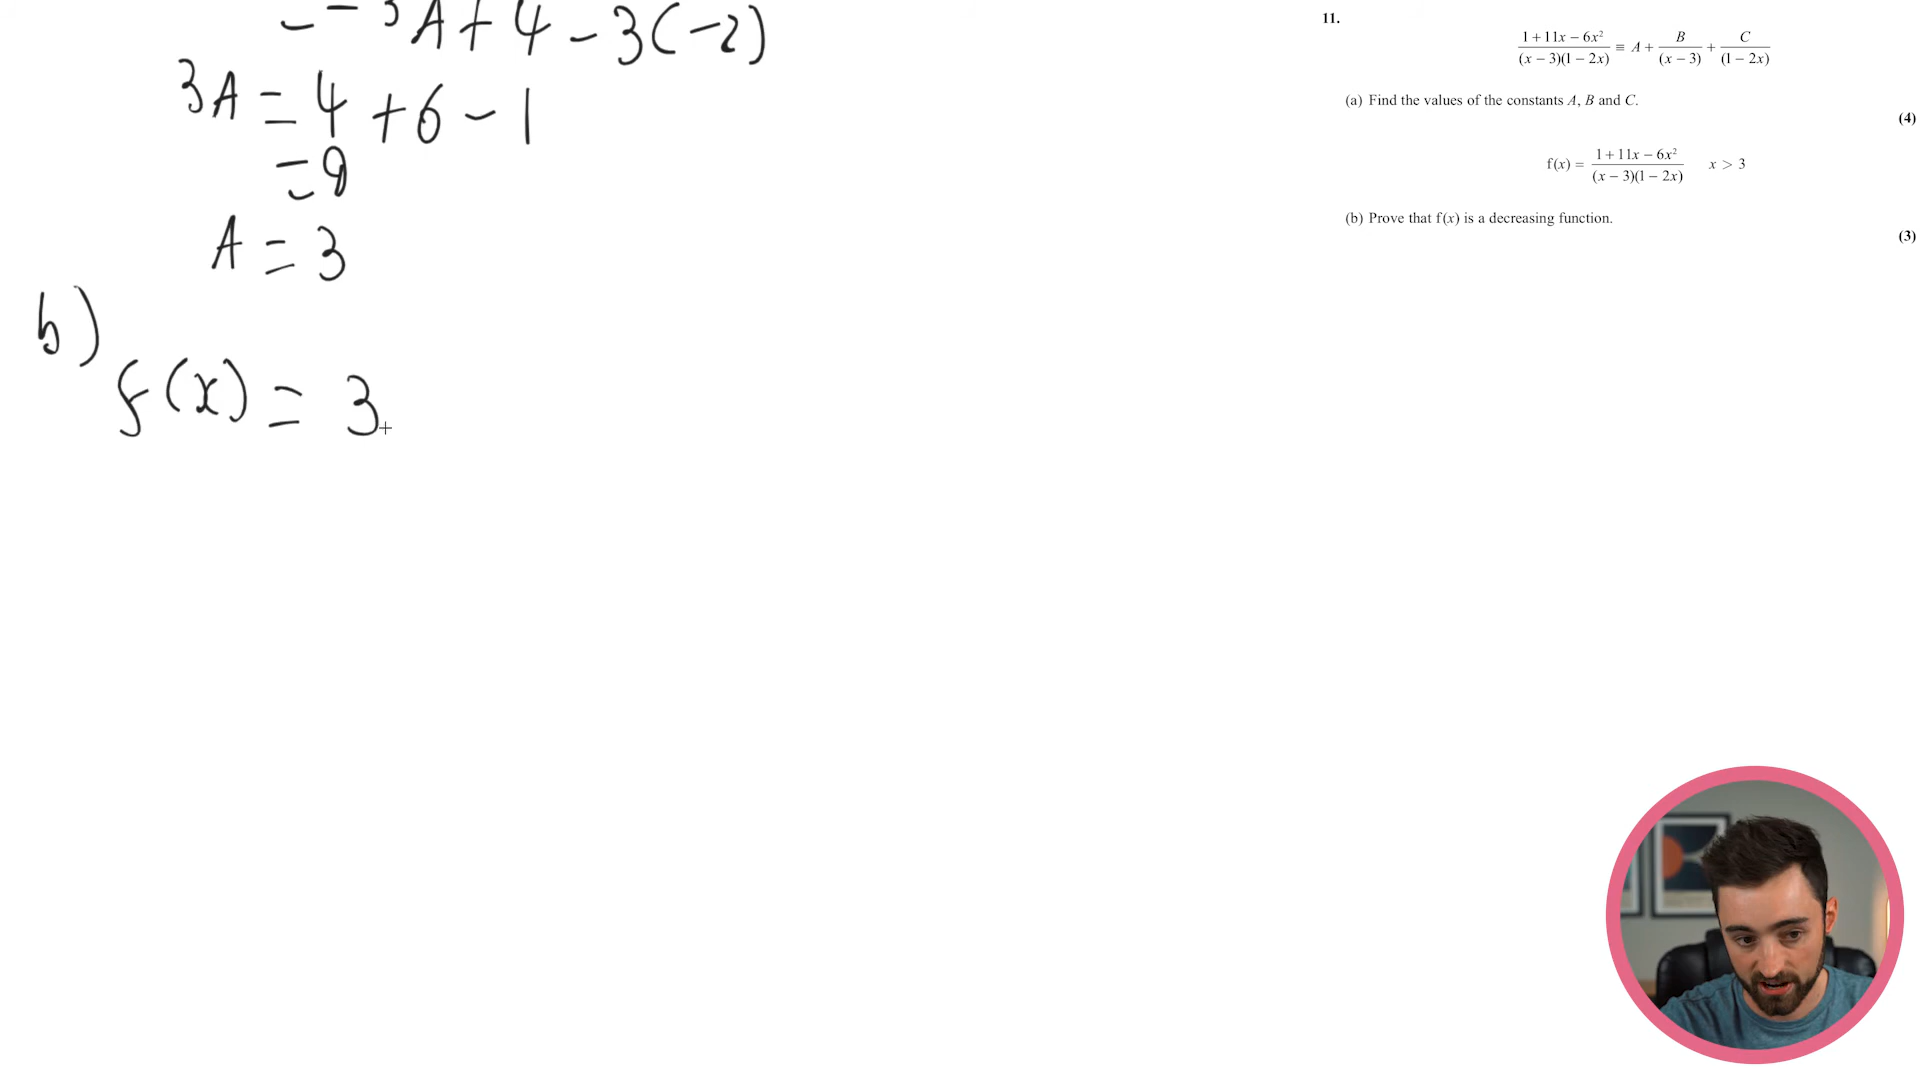 = -3A + 4 - 3(-2)
3A = 4 + 6 - 1
= 9
A = 3
b)
f(x) = 3
11.
(1 + 11x − 6x²)/((x − 3)(1 − 2x)) ≡ A + B/(x − 3) + C/(1 − 2x)
(a) Find the values of the constants A, B and C.
(4)
f(x) = (1 + 11x − 6x²)/((x − 3)(1 − 2x)) x > 3
(b) Prove that f(x) is a decreasing function.
(3)